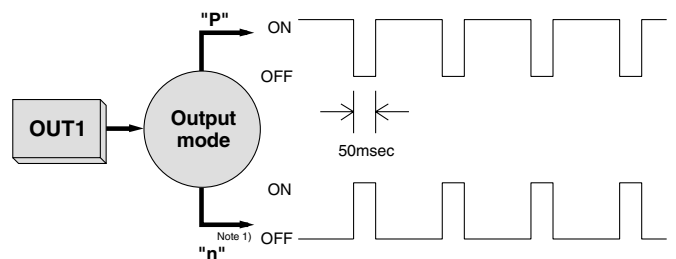 "P"
ON
OFF
OUT1
Output
mode
50msec
ON
Note 1)
OFF
"n"